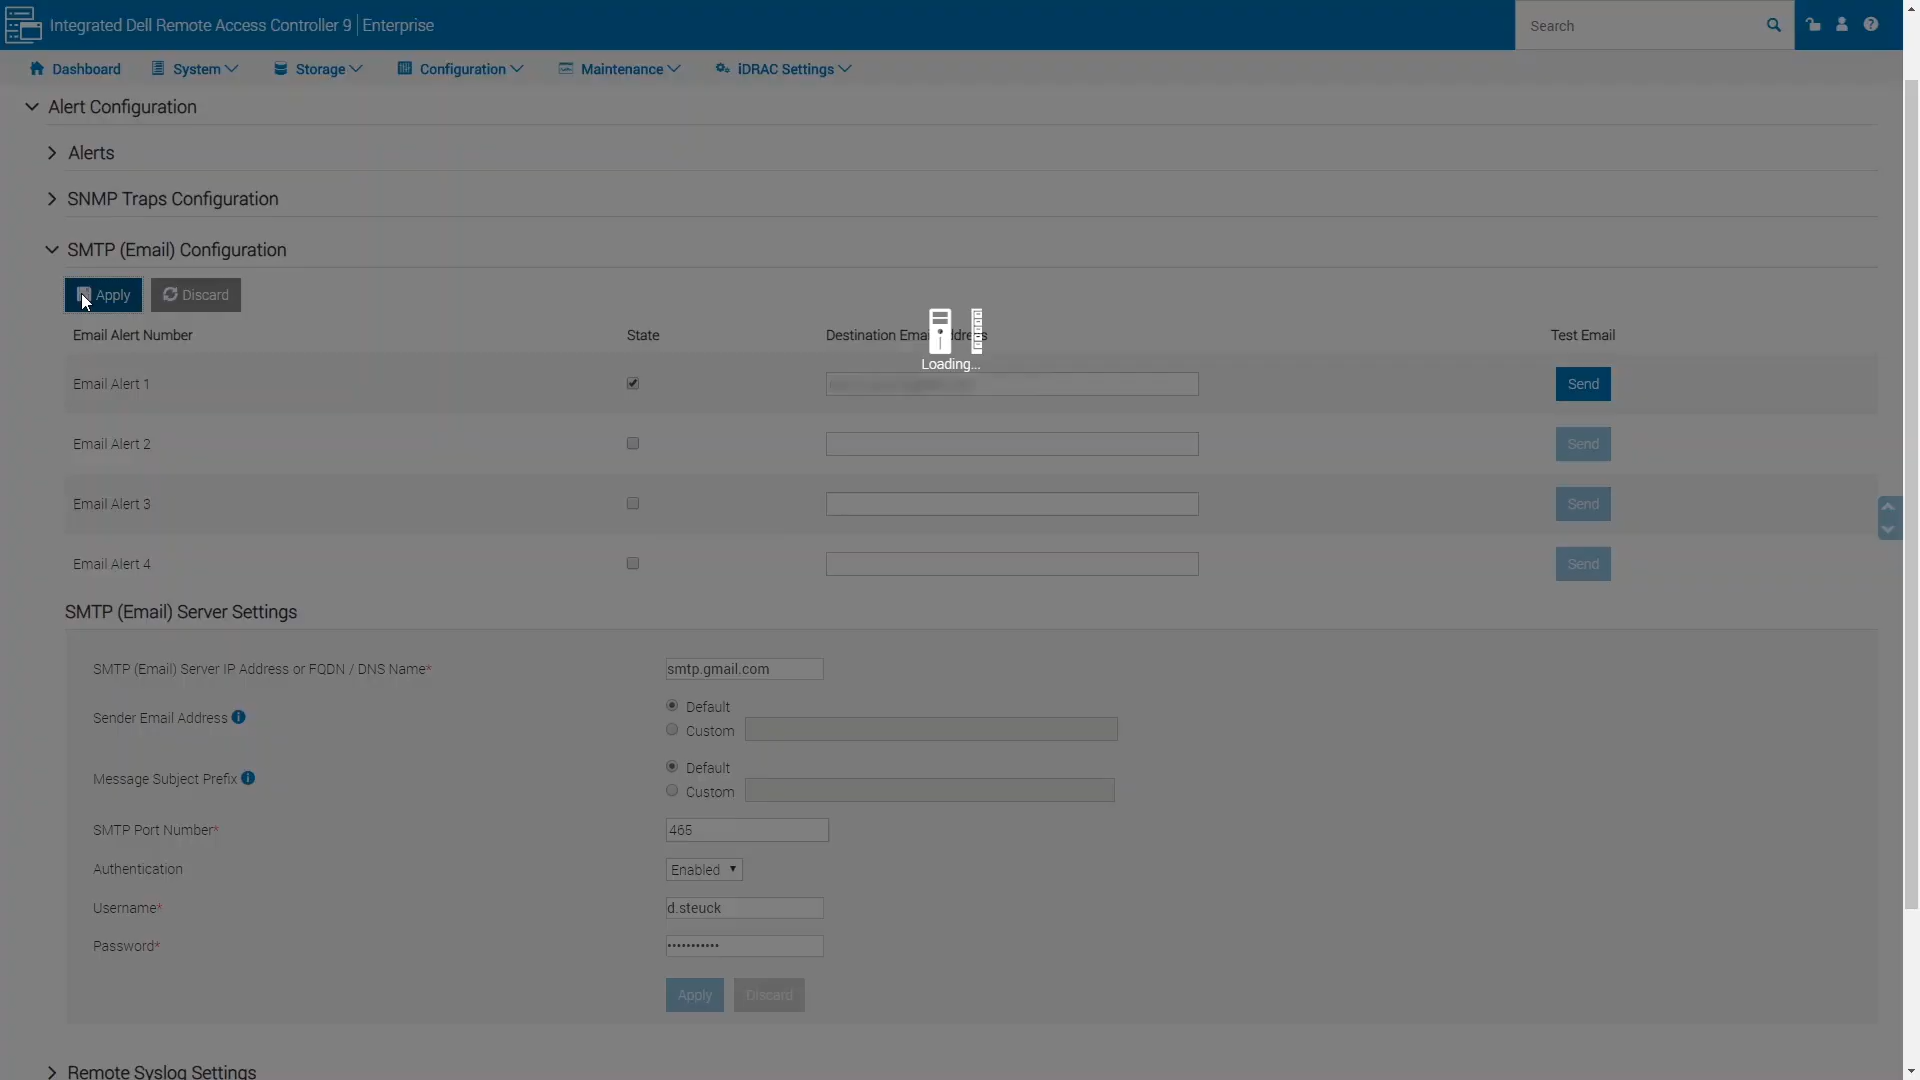 Integrated Dell Remote Access Controller 9 | Enterprise
Search
Dashboard
System
Storage
Configuration
Maintenance
iDRAC Settings
Alert Configuration
Alerts
SNMP Traps Configuration
SMTP (Email) Configuration
Apply
Discard
Email Alert Number
State
Destination Email Address
Test Email
Loading...
Email Alert 1
Send
Email Alert 2
Send
Email Alert 3
Send
Email Alert 4
Send
SMTP (Email) Server Settings
SMTP (Email) Server IP Address or FQDN / DNS Name*
smtp.gmail.com
Sender Email Address
Default
Custom
Message Subject Prefix
Default
Custom
SMTP Port Number*
465
Authentication
Enabled
Username*
d.steuck
Password*
•••••••••••
Apply
Discard
Remote Syslog Settings